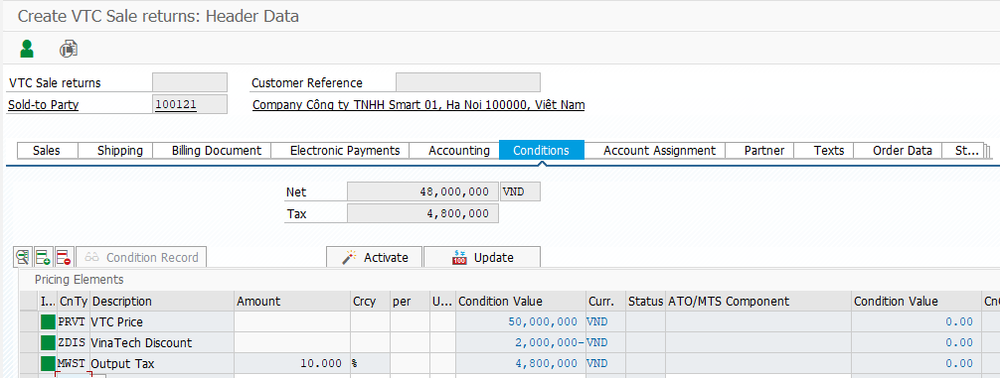 Create VTC Sale returns: Header Data
VTC Sale returns Customer Reference
Sold-to Party 100121 Company Công ty TNHH Smart 01, Ha Noi 100000, Viêt Nam
Sales Shipping Billing Document Electronic Payments Accounting Conditions Account Assignment Partner Texts Order Data St...
Net 48,000,000 VND
Tax 4,800,000
Condition Record Activate Update
Pricing Elements
I... CnTy Description Amount Crcy per U... Condition Value Curr. Status ATO/MTS Component Condition Value
PRVT VTC Price 50,000,000 VND 0.00
ZDIS VinaTech Discount 2,000,000- VND 0.00
MWST Output Tax 10.000 % 4,800,000 VND 0.00